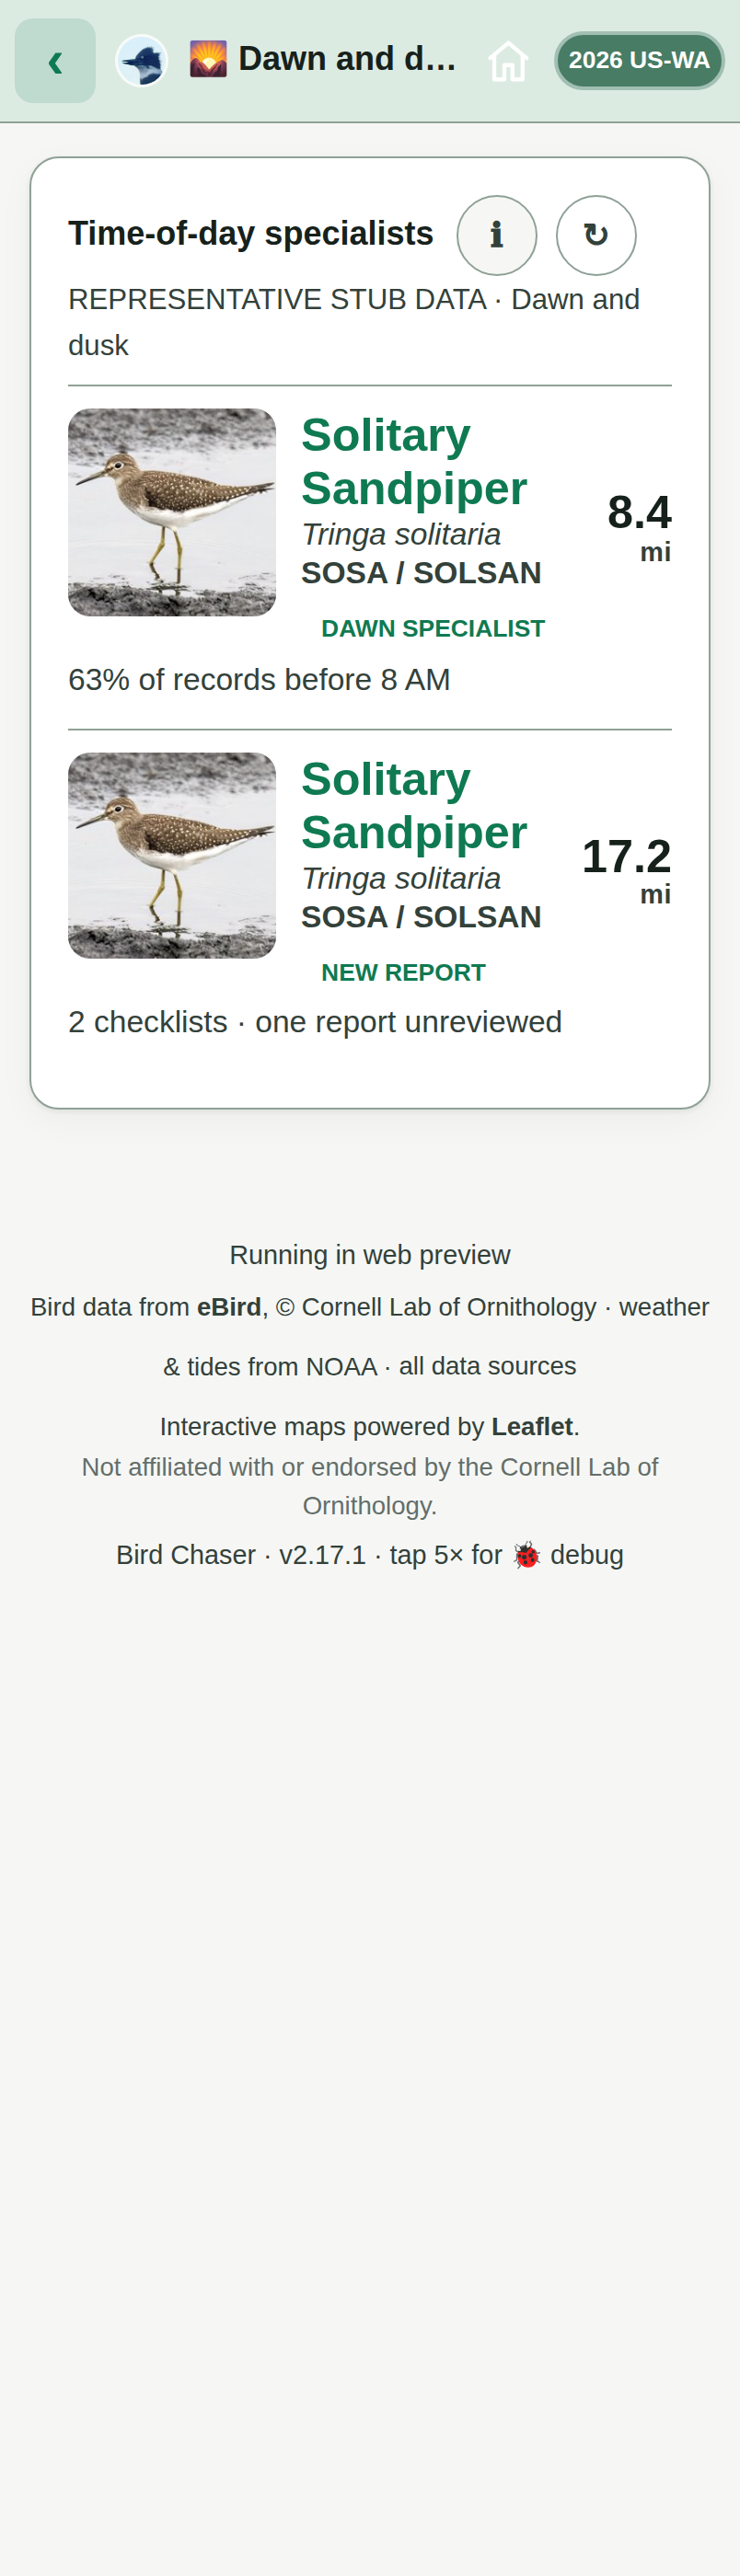 ‹ 🌄 Dawn and d… 2026 US-WA
Time-of-day specialists ℹ ↻
REPRESENTATIVE STUB DATA · Dawn and
dusk
Solitary
Sandpiper
Tringa solitaria
SOSA / SOLSAN
8.4
mi
DAWN SPECIALIST
63% of records before 8 AM
Solitary
Sandpiper
Tringa solitaria
SOSA / SOLSAN
17.2
mi
NEW REPORT
2 checklists · one report unreviewed
Running in web preview
Bird data from eBird, © Cornell Lab of Ornithology · weather
& tides from NOAA · all data sources
Interactive maps powered by Leaflet.
Not affiliated with or endorsed by the Cornell Lab of
Ornithology.
Bird Chaser · v2.17.1 · tap 5× for 🐞 debug